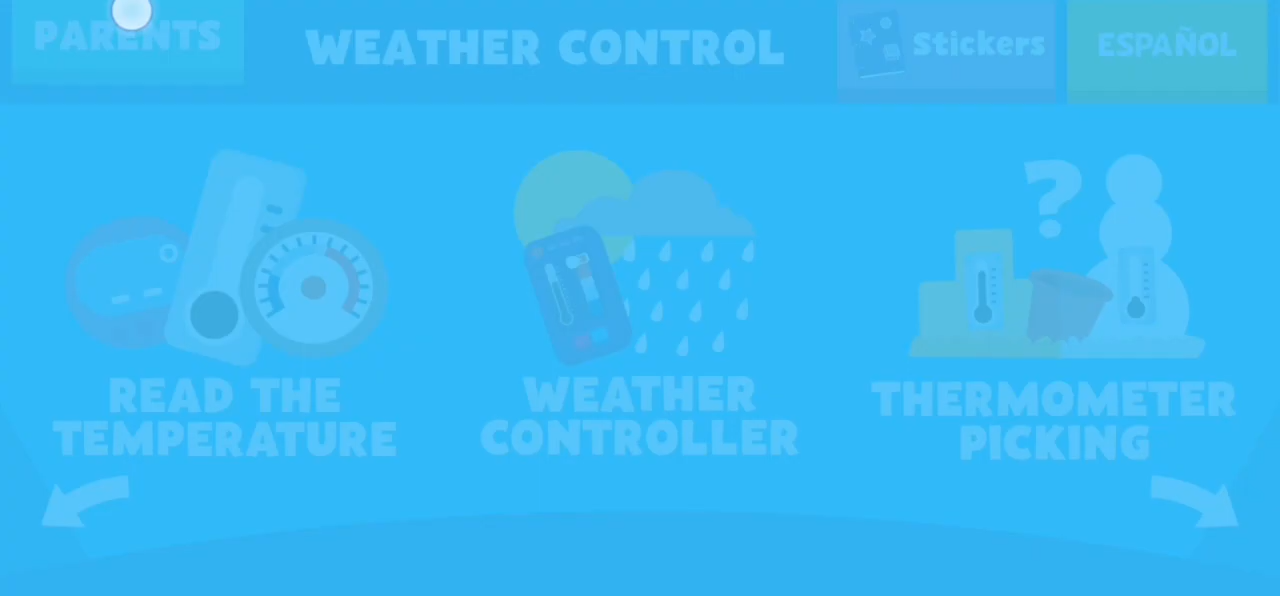 PARENTS
WEATHER CONTROL
Stickers
ESPAÑOL
?
READ THE
TEMPERATURE
WEATHER
CONTROLLER
THERMOMETER
PICKING